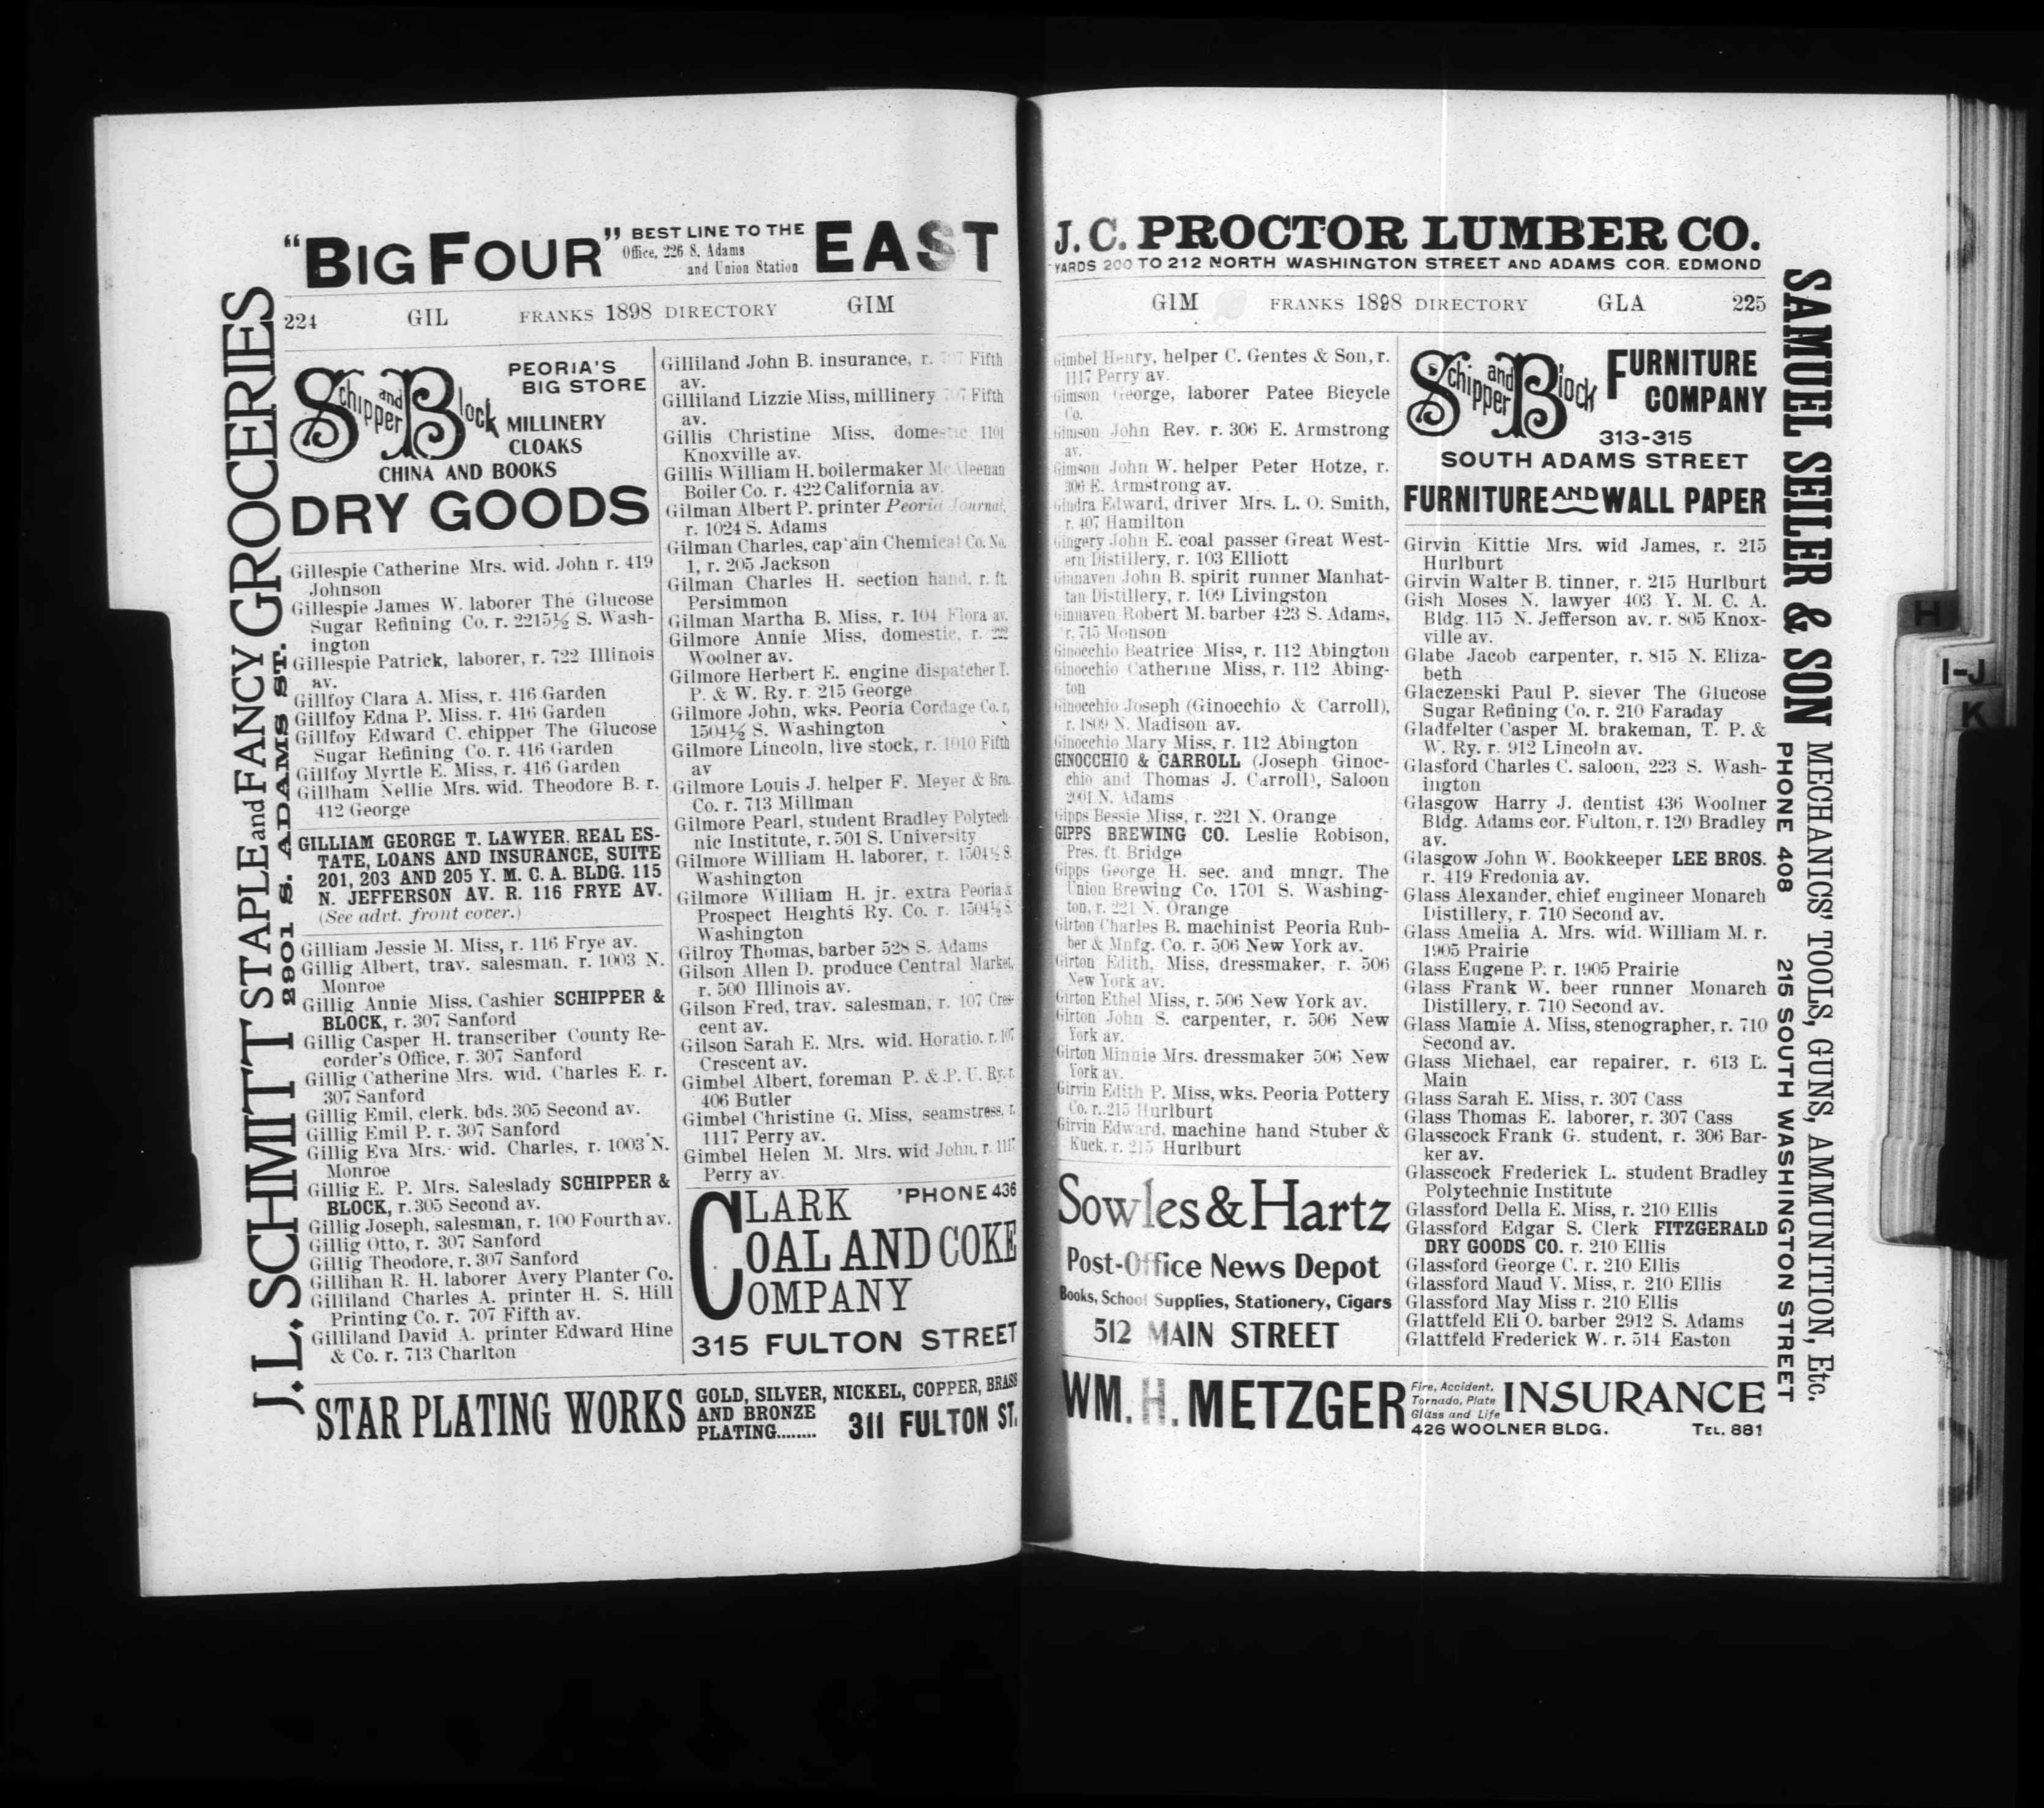 "BIG FOUR" BEST LINE TO THE EAST
Office, 226 S. Adams
and Union Station
224 GIL FRANKS 1898 DIRECTORY GIM
J. L. SCHMITT STAPLE and FANCY GROCERIES
2901 S. ADAMS ST.
Schipper and Block
PEORIA'S
BIG STORE
MILLINERY
CLOAKS
CHINA AND BOOKS
DRY GOODS
Gillespie Catherine Mrs. wid. John r. 419
Johnson
Gillespie James W. laborer The Glucose
Sugar Refining Co. r. 2215½ S. Wash-
ington
Gillespie Patrick, laborer, r. 722 Illinois
av.
Gillfoy Clara A. Miss, r. 416 Garden
Gillfoy Edna P. Miss. r. 416 Garden
Gillfoy Edward C. chipper The Glucose
Sugar Refining Co. r. 416 Garden
Gillfoy Myrtle E. Miss, r. 416 Garden
Gillham Nellie Mrs. wid. Theodore B. r.
412 George
GILLIAM GEORGE T. LAWYER, REAL ES-
TATE, LOANS AND INSURANCE, SUITE
201, 203 AND 205 Y. M. C. A. BLDG. 115
N. JEFFERSON AV. R. 116 FRYE AV.
(See advt. front cover.)
Gilliam Jessie M. Miss, r. 116 Frye av.
Gillig Albert, trav. salesman, r. 1003 N.
Monroe
Gillig Annie Miss. Cashier SCHIPPER &
BLOCK, r. 307 Sanford
Gillig Casper H. transcriber County Re-
corder's Office, r. 307 Sanford
Gillig Catherine Mrs. wid. Charles E. r.
307 Sanford
Gillig Emil, clerk. bds. 305 Second av.
Gillig Emil P. r. 307 Sanford
Gillig Eva Mrs. wid. Charles, r. 1003 N.
Monroe
Gillig E. P. Mrs. Saleslady SCHIPPER &
BLOCK, r. 305 Second av.
Gillig Joseph, salesman, r. 100 Fourth av.
Gillig Otto, r. 307 Sanford
Gillig Theodore, r. 307 Sanford
Gillihan R. H. laborer Avery Planter Co.
Gilliland Charles A. printer H. S. Hill
Printing Co. r. 707 Fifth av.
Gilliland David A. printer Edward Hine
& Co. r. 713 Charlton
Gilliland John B. insurance, r. 707 Fifth
av.
Gilliland Lizzie Miss, millinery 707 Fifth
av.
Gillis Christine Miss, domestic 1101
Knoxville av.
Gillis William H. boilermaker McAleenan
Boiler Co. r. 422 California av.
Gilman Albert P. printer Peoria Journal,
r. 1024 S. Adams
Gilman Charles, cap'ain Chemical Co. No.
1, r. 205 Jackson
Gilman Charles H. section hand, r. ft.
Persimmon
Gilman Martha B. Miss, r. 104 Flora av.
Gilmore Annie Miss, domestic, r. 222
Woolner av.
Gilmore Herbert E. engine dispatcher I.
P. & W. Ry. r. 215 George
Gilmore John, wks. Peoria Cordage Co. r.
1504½ S. Washington
Gilmore Lincoln, live stock, r. 1010 Fifth
av
Gilmore Louis J. helper F. Meyer & Bro.
Co. r. 713 Millman
Gilmore Pearl, student Bradley Polytech-
nic Institute, r. 501 S. University
Gilmore William H. laborer, r. 1504½ S.
Washington
Gilmore William H. jr. extra Peoria &
Prospect Heights Ry. Co. r. 1504½ S.
Washington
Gilroy Thomas, barber 528 S. Adams
Gilson Allen D. produce Central Market,
r. 500 Illinois av.
Gilson Fred, trav. salesman, r. 107 Cres-
cent av.
Gilson Sarah E. Mrs. wid. Horatio, r. 107
Crescent av.
Gimbel Albert, foreman P. & P. U. Ry. r.
406 Butler
Gimbel Christine G. Miss, seamstress, r.
1117 Perry av.
Gimbel Helen M. Mrs. wid John, r. 1117
Perry av.
CLARK 'PHONE 436
COAL AND COKE
COMPANY
315 FULTON STREET
STAR PLATING WORKS GOLD, SILVER, NICKEL, COPPER, BRASS
AND BRONZE
PLATING........ 311 FULTON ST.
J. C. PROCTOR LUMBER CO.
YARDS 200 TO 212 NORTH WASHINGTON STREET AND ADAMS COR. EDMOND
GIM FRANKS 1898 DIRECTORY GLA 225
Gimbel Henry, helper C. Gentes & Son, r.
1117 Perry av.
Gimson George, laborer Patee Bicycle
Co.
Gimson John Rev. r. 306 E. Armstrong
av.
Gimson John W. helper Peter Hotze, r.
306 E. Armstrong av.
Gindra Edward, driver Mrs. L. O. Smith,
r. 407 Hamilton
Gingery John E. coal passer Great West-
ern Distillery, r. 103 Elliott
Ginnaven John B. spirit runner Manhat-
tan Distillery, r. 109 Livingston
Ginnaven Robert M. barber 423 S. Adams,
r. 715 Monson
Ginocchio Beatrice Miss, r. 112 Abington
Ginocchio Catherine Miss, r. 112 Abing-
ton
Ginocchio Joseph (Ginocchio & Carroll),
r. 1809 N. Madison av.
Ginocchio Mary Miss, r. 112 Abington
GINOCCHIO & CARROLL (Joseph Ginoc-
chio and Thomas J. Carroll), Saloon
2001 N. Adams
Gipps Bessie Miss, r. 221 N. Orange
GIPPS BREWING CO. Leslie Robison,
Pres. ft. Bridge
Gipps George H. sec. and mngr. The
Union Brewing Co. 1701 S. Washing-
ton, r. 221 N. Orange
Girton Charles B. machinist Peoria Rub-
ber & Mnfg. Co. r. 506 New York av.
Girton Edith, Miss, dressmaker, r. 506
New York av.
Girton Ethel Miss, r. 506 New York av.
Girton John S. carpenter, r. 506 New
York av.
Girton Minnie Mrs. dressmaker 506 New
York av.
Girvin Edith P. Miss, wks. Peoria Pottery
Co. r. 215 Hurlburt
Girvin Edward, machine hand Stuber &
Kuck, r. 215 Hurlburt
Sowles & Hartz
Post-Office News Depot
Books, School Supplies, Stationery, Cigars
512 MAIN STREET
Schipper and Block FURNITURE
COMPANY
313-315
SOUTH ADAMS STREET
FURNITURE AND WALL PAPER
Girvin Kittie Mrs. wid James, r. 215
Hurlburt
Girvin Walter B. tinner, r. 215 Hurlburt
Gish Moses N. lawyer 403 Y. M. C. A.
Bldg. 115 N. Jefferson av. r. 805 Knox-
ville av.
Glabe Jacob carpenter, r. 815 N. Eliza-
beth
Glaczenski Paul P. siever The Glucose
Sugar Refining Co. r. 210 Faraday
Gladfelter Casper M. brakeman, T. P. &
W. Ry. r. 912 Lincoln av.
Glasford Charles C. saloon, 223 S. Wash-
ington
Glasgow Harry J. dentist 436 Woolner
Bldg. Adams cor. Fulton, r. 120 Bradley
av.
Glasgow John W. Bookkeeper LEE BROS.
r. 419 Fredonia av.
Glass Alexander, chief engineer Monarch
Distillery, r. 710 Second av.
Glass Amelia A. Mrs. wid. William M. r.
1905 Prairie
Glass Eugene P. r. 1905 Prairie
Glass Frank W. beer runner Monarch
Distillery, r. 710 Second av.
Glass Mamie A. Miss, stenographer, r. 710
Second av.
Glass Michael, car repairer, r. 613 E.
Main
Glass Sarah E. Miss, r. 307 Cass
Glass Thomas E. laborer, r. 307 Cass
Glasscock Frank G. student, r. 306 Bar-
ker av.
Glasscock Frederick L. student Bradley
Polytechnic Institute
Glassford Della E. Miss, r. 210 Ellis
Glassford Edgar S. Clerk FITZGERALD
DRY GOODS CO. r. 210 Ellis
Glassford George C. r. 210 Ellis
Glassford Maud V. Miss, r. 210 Ellis
Glassford May Miss r. 210 Ellis
Glattfeld Eli O. barber 2912 S. Adams
Glattfeld Frederick W. r. 514 Easton
WM. H. METZGER Fire, Accident,
Tornado, Plate
Glass and Life INSURANCE
426 WOOLNER BLDG. TEL. 881
SAMUEL SEILER & SON MECHANICS' TOOLS, GUNS, AMMUNITION, Etc.
PHONE 408 215 SOUTH WASHINGTON STREET
H
I-J
K